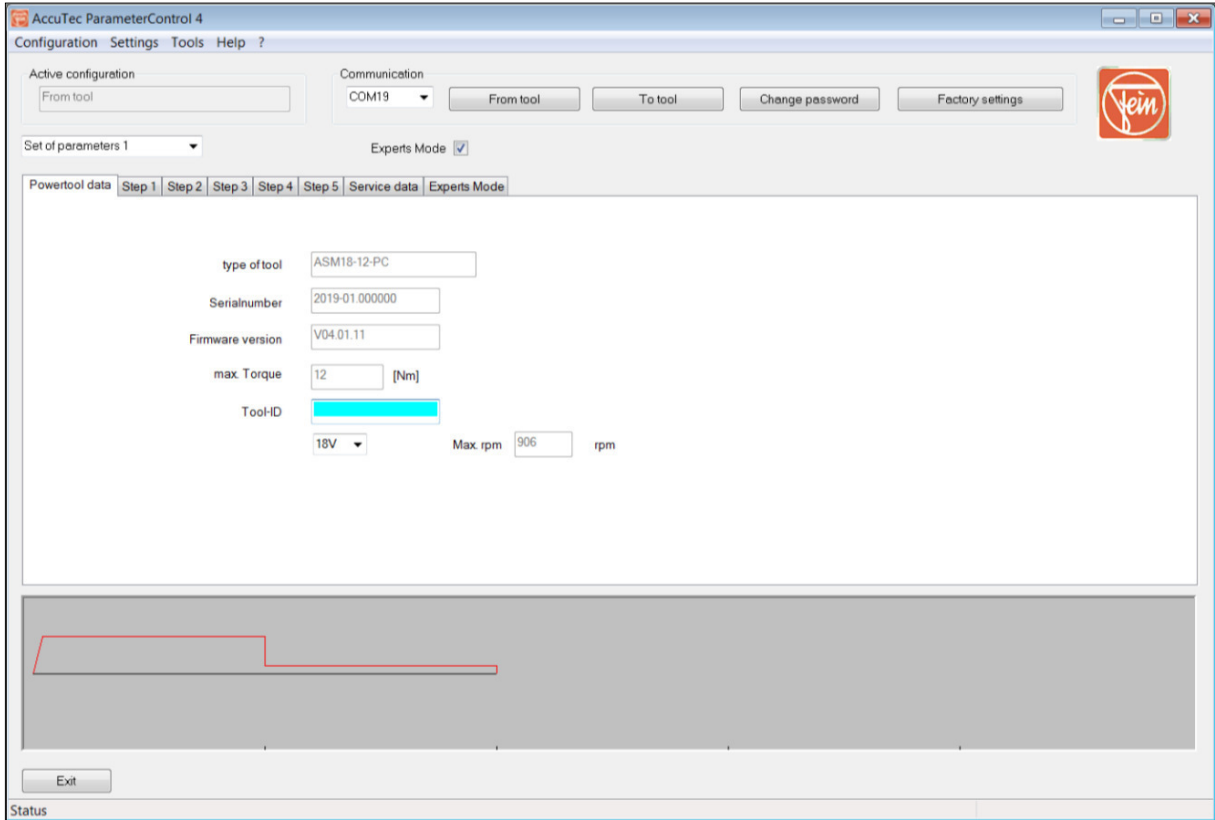 AccuTec ParameterControl 4
Configuration Settings Tools Help ?
Active configuration
From tool
Communication
COM19 From tool To tool Change password Factory settings
Fein
Set of parameters 1
Experts Mode
Powertool data Step 1 Step 2 Step 3 Step 4 Step 5 Service data Experts Mode
type of tool ASM18-12-PC
Serialnumber 2019-01.000000
Firmware version V04.01.11
max. Torque 12 [Nm]
Tool-ID
18V Max. rpm 906 rpm
Exit
Status